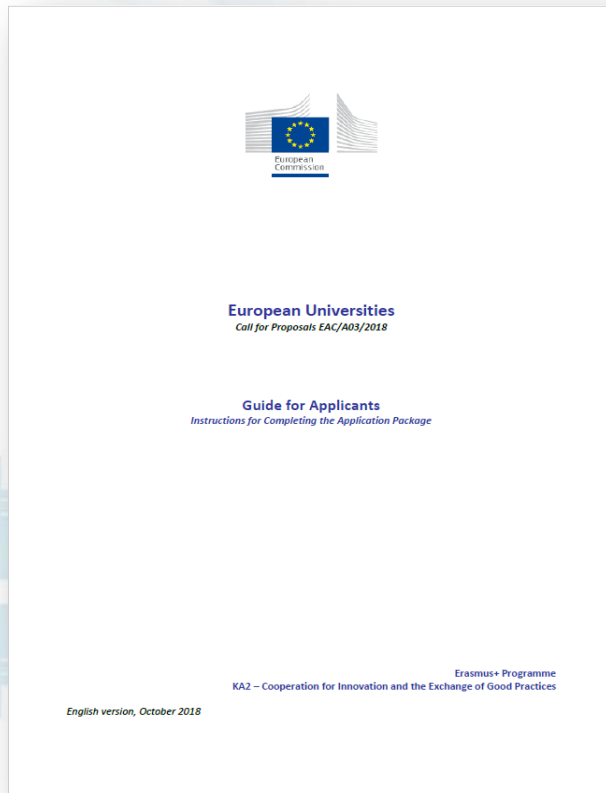 European
Commission
European Universities
Call for Proposals EAC/A03/2018
Guide for Applicants
Instructions for Completing the Application Package
Erasmus+ Programme
KA2 – Cooperation for Innovation and the Exchange of Good Practices
English version, October 2018